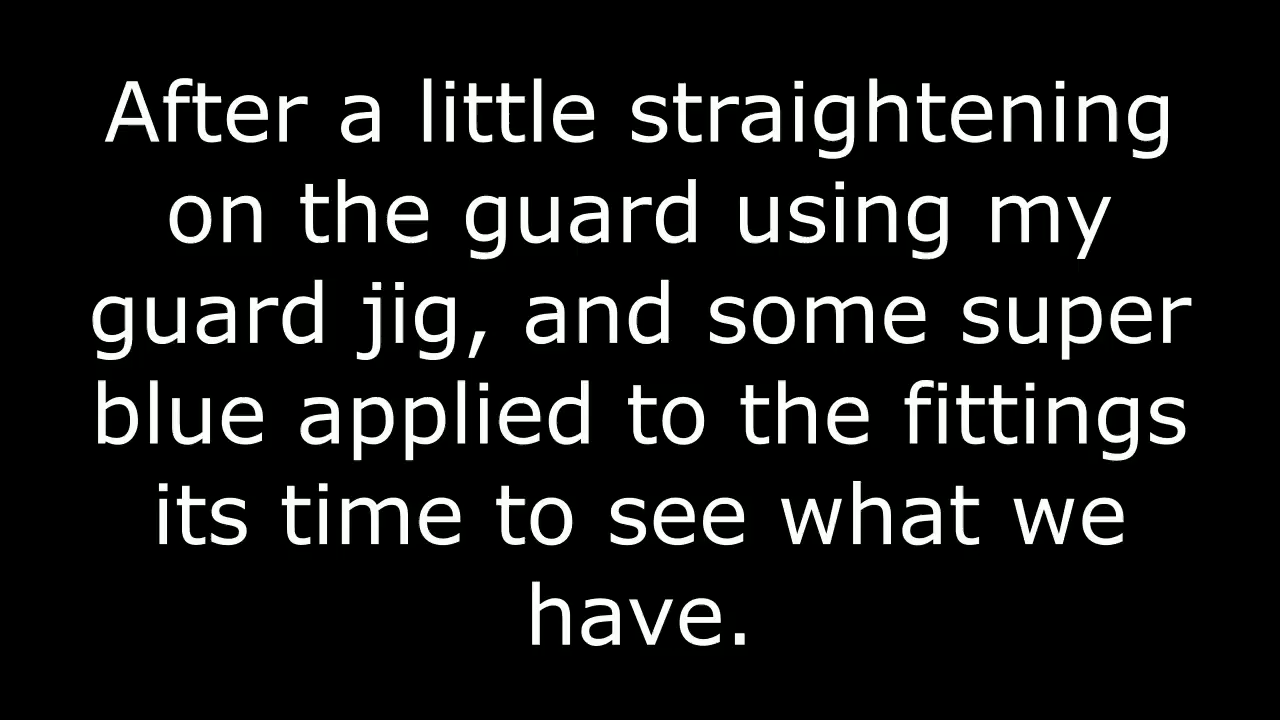 After a little straightening
on the guard using my
guard jig, and some super
blue applied to the fittings
its time to see what we
have.